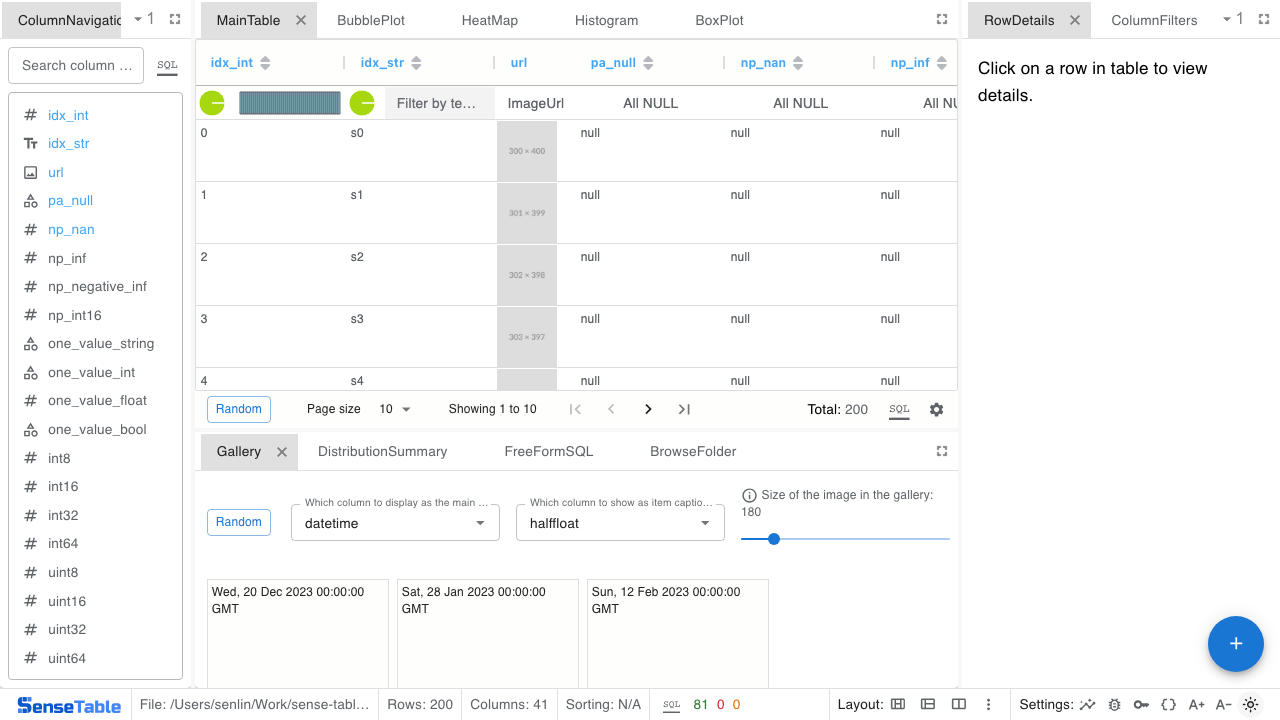 ColumnNavigatic
1
MainTable
BubblePlot
HeatMap
Histogram
BoxPlot
RowDetails
ColumnFilters
1
Search column ...
SQL
idx_int
idx_str
url
pa_null
np_nan
np_inf
np_negative_inf
np_int16
one_value_string
one_value_int
one_value_float
one_value_bool
int8
int16
int32
int64
uint8
uint16
uint32
uint64
idx_int idx_str url pa_null np_nan np_inf
Filter by te... ImageUrl All NULL All NULL All NU
0 s0 300 × 400 null null null
1 s1 301 × 399 null null null
2 s2 302 × 398 null null null
3 s3 303 × 397 null null null
4 s4 null null null
Random Page size 10 Showing 1 to 10 Total: 200 SQL
Gallery
DistributionSummary
FreeFormSQL
BrowseFolder
Random
Which column to display as the main ...
datetime
Which column to show as item captio...
halffloat
Size of the image in the gallery:
180
Wed, 20 Dec 2023 00:00:00
GMT
Sat, 28 Jan 2023 00:00:00
GMT
Sun, 12 Feb 2023 00:00:00
GMT
Click on a row in table to view
details.
+
SenseTable File: /Users/senlin/Work/sense-tabl... Rows: 200 Columns: 41 Sorting: N/A SQL 81 0 0 Layout: Settings: A+ A−